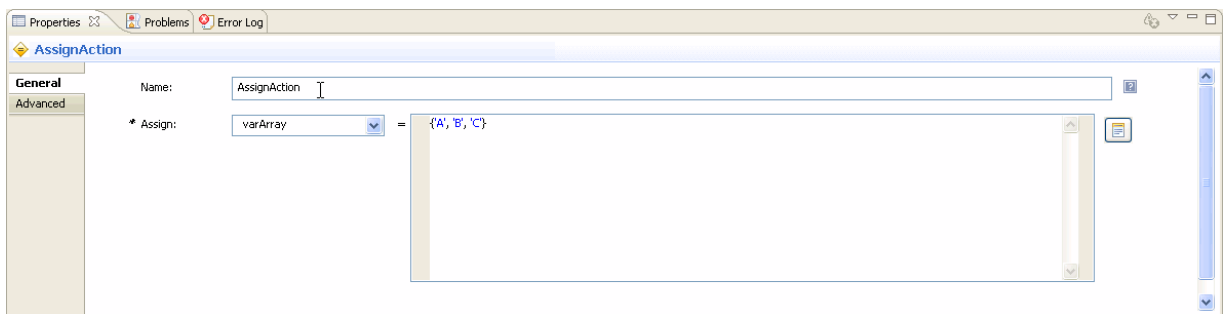 Properties Problems Error Log
AssignAction
General
Advanced
Name: AssignAction
* Assign: varArray = {'A', 'B', 'C'}